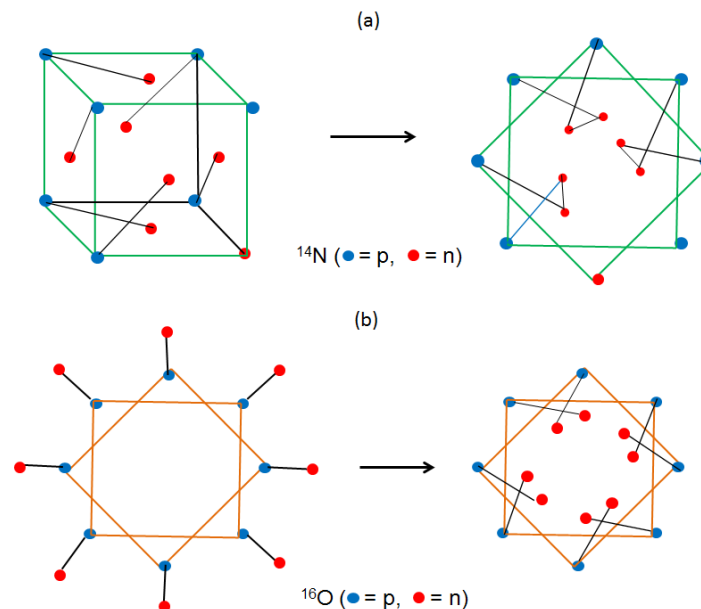 (a)
¹⁴N (●= p, ●= n)
(b)
¹⁶O (●= p, ●= n)